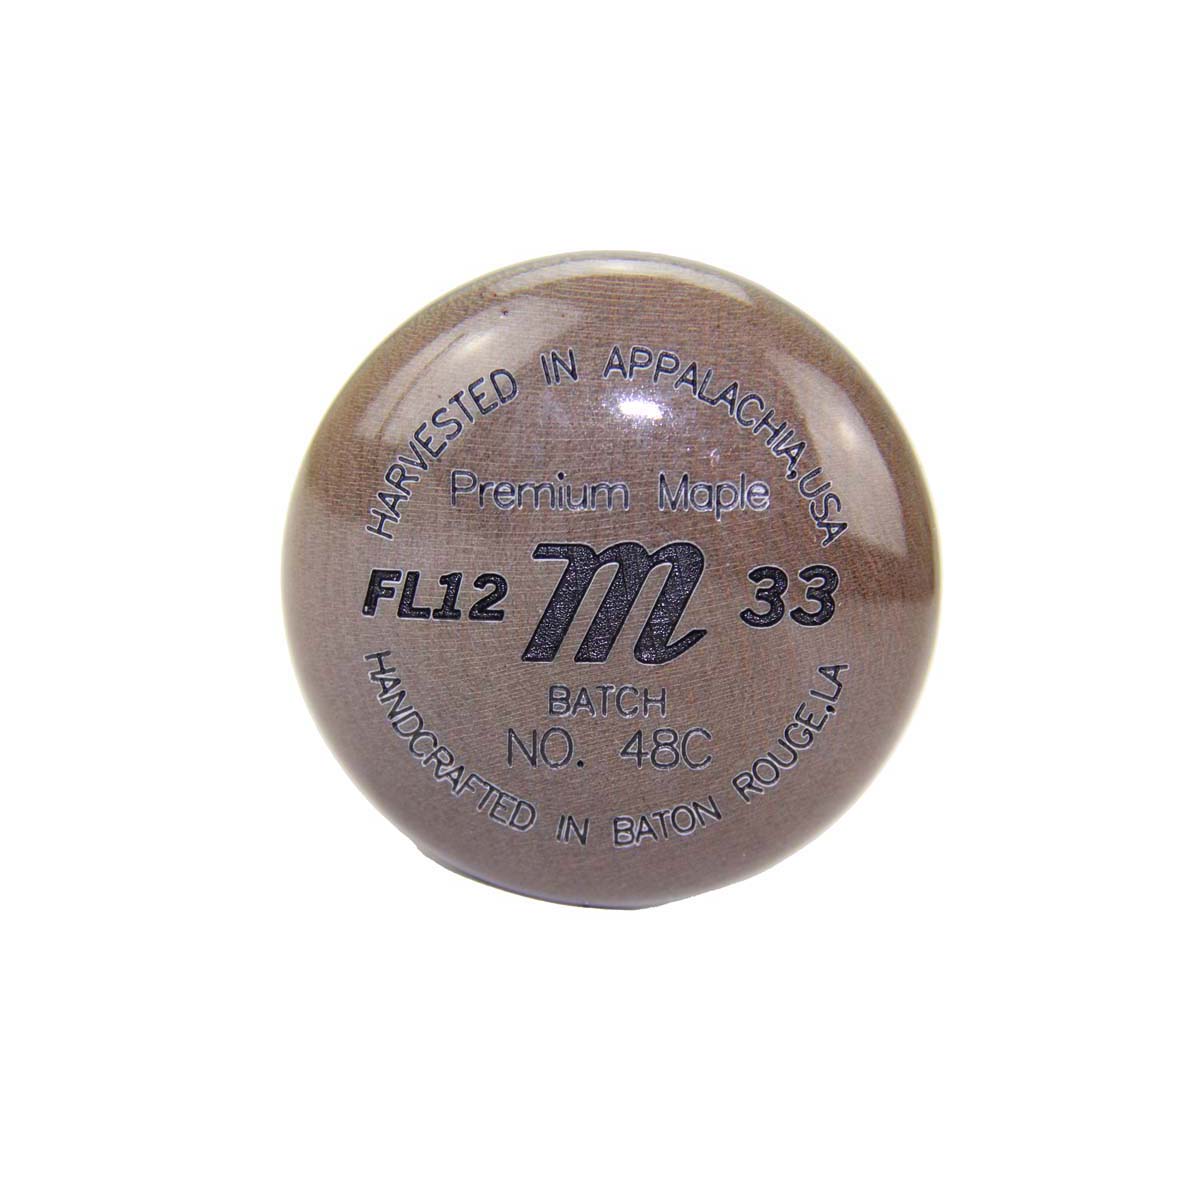 HARVESTED IN APPALACHIA, USA
Premium Maple
FL12 m 33
BATCH
NO. 48C
HANDCRAFTED IN BATON ROUGE, LA